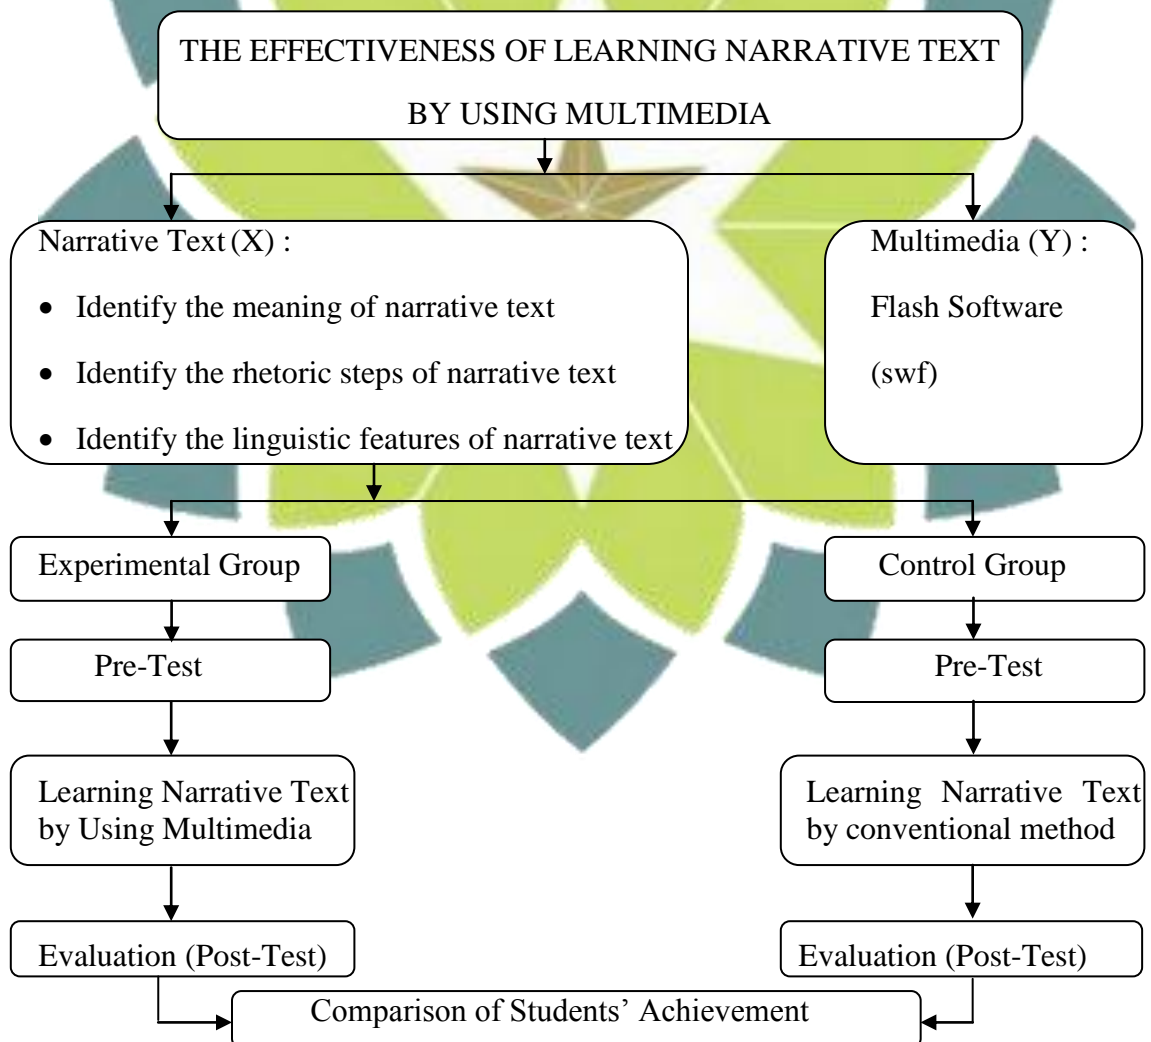 THE EFFECTIVENESS OF LEARNING NARRATIVE TEXT
BY USING MULTIMEDIA
Narrative Text (X) :
• Identify the meaning of narrative text
• Identify the rhetoric steps of narrative text
• Identify the linguistic features of narrative text
Multimedia (Y) :
Flash Software
(swf)
Experimental Group
Control Group
Pre-Test
Pre-Test
Learning Narrative Text
by Using Multimedia
Learning Narrative Text
by conventional method
Evaluation (Post-Test)
Evaluation (Post-Test)
Comparison of Students’ Achievement